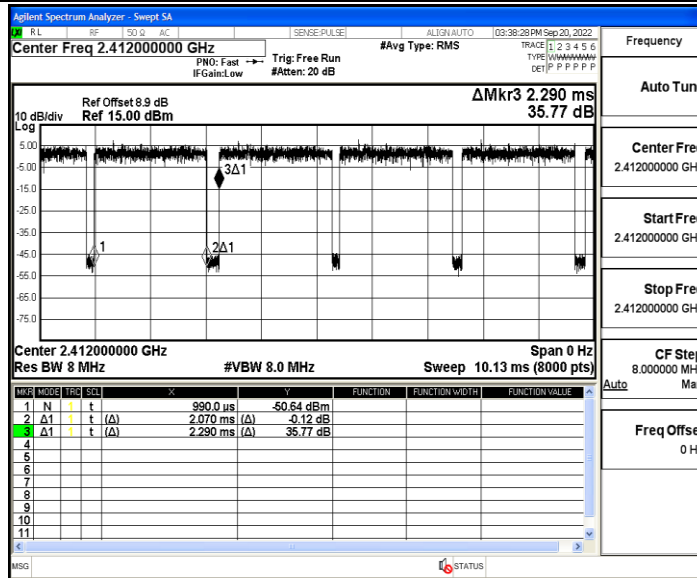 Agilent Spectrum Analyzer - Swept SA
RL RF 50 Ω AC SENSE:PULSE ALIGN AUTO 03:38:28 PM Sep 20, 2022
Center Freq 2.412000000 GHz #Avg Type: RMS TRACE 1 2 3 4 5 6
PNO: Fast Trig: Free Run TYPE WWWWWW
IFGain:Low #Atten: 20 dB DET P P P P P P
Ref Offset 8.9 dB ΔMkr3 2.290 ms
10 dB/div Ref 15.00 dBm 35.77 dB
Log
5.00
-5.00
3Δ1
-15.0
-25.0
-35.0
-45.0
1
2Δ1
-55.0
-65.0
-75.0
Center 2.412000000 GHz Span 0 Hz
Res BW 8 MHz #VBW 8.0 MHz Sweep 10.13 ms (8000 pts)
MKR MODE TRC SCL X Y FUNCTION FUNCTION WIDTH FUNCTION VALUE
1 N 1 t 990.0 µs -50.64 dBm
2 Δ1 1 t (Δ) 2.070 ms (Δ) -0.12 dB
3 Δ1 1 t (Δ) 2.290 ms (Δ) 35.77 dB
4
5
6
7
8
9
10
11
MSG STATUS
Frequency
Auto Tun
Center Fre
2.412000000 GH
Start Fre
2.412000000 GH
Stop Fre
2.412000000 GH
CF Ste
8.000000 MH
Auto Ma
Freq Offse
0 H